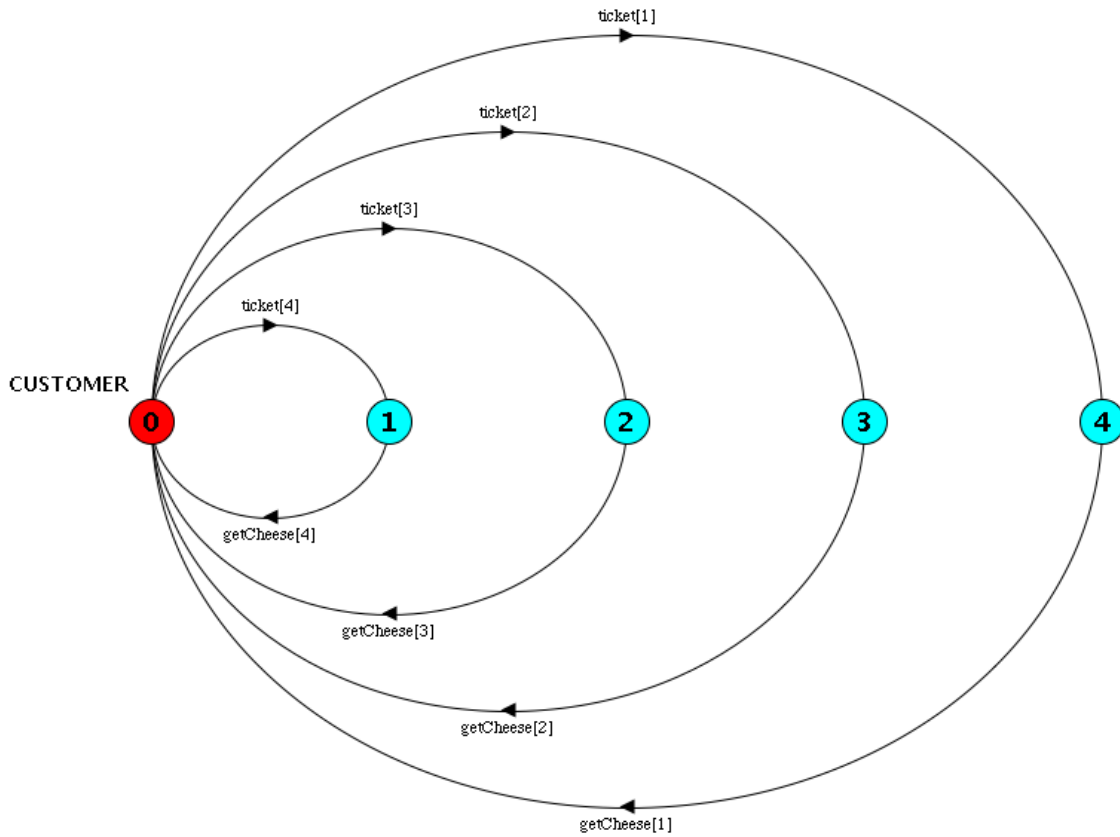 ticket[1]
ticket[2]
ticket[3]
ticket[4]
CUSTOMER
0
1
2
3
4
getCheese[4]
getCheese[3]
getCheese[2]
getCheese[1]